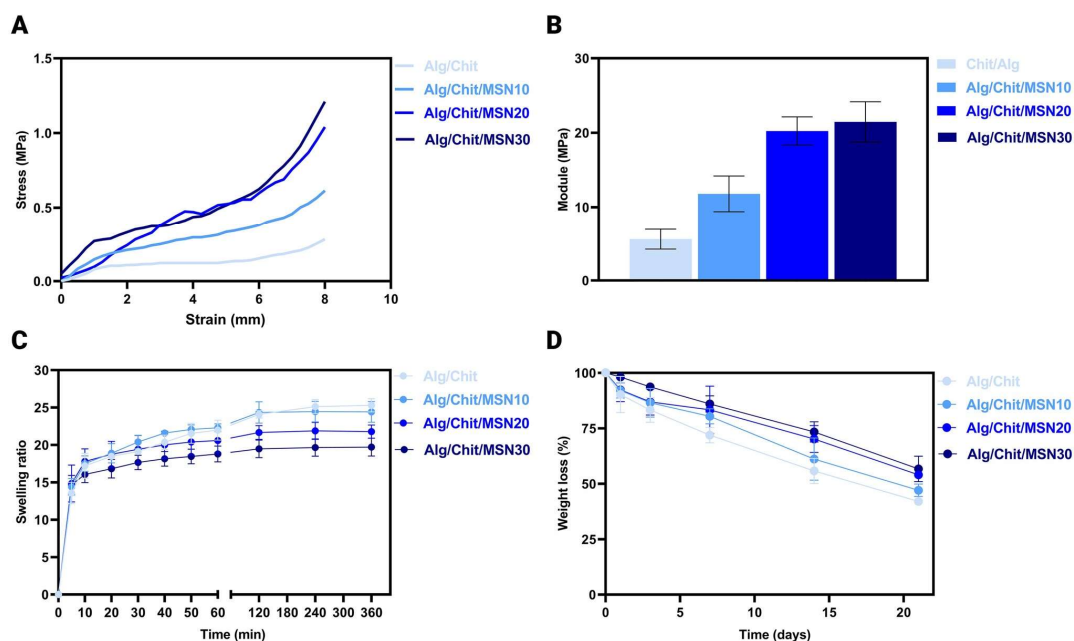 A
1.5
1.0
0.5
0.0
Stress (MPa)
0 2 4 6 8 10
Strain (mm)
Alg/Chit
Alg/Chit/MSN10
Alg/Chit/MSN20
Alg/Chit/MSN30
B
30
20
10
0
Module (MPa)
Chit/Alg
Alg/Chit/MSN10
Alg/Chit/MSN20
Alg/Chit/MSN30
C
30
25
20
15
10
5
0
Swelling ratio
0 10 20 30 40 50 60 120 180 240 300 360
Time (min)
Alg/Chit
Alg/Chit/MSN10
Alg/Chit/MSN20
Alg/Chit/MSN30
D
100
75
50
25
0
Weight loss (%)
0 5 10 15 20
Time (days)
Alg/Chit
Alg/Chit/MSN10
Alg/Chit/MSN20
Alg/Chit/MSN30